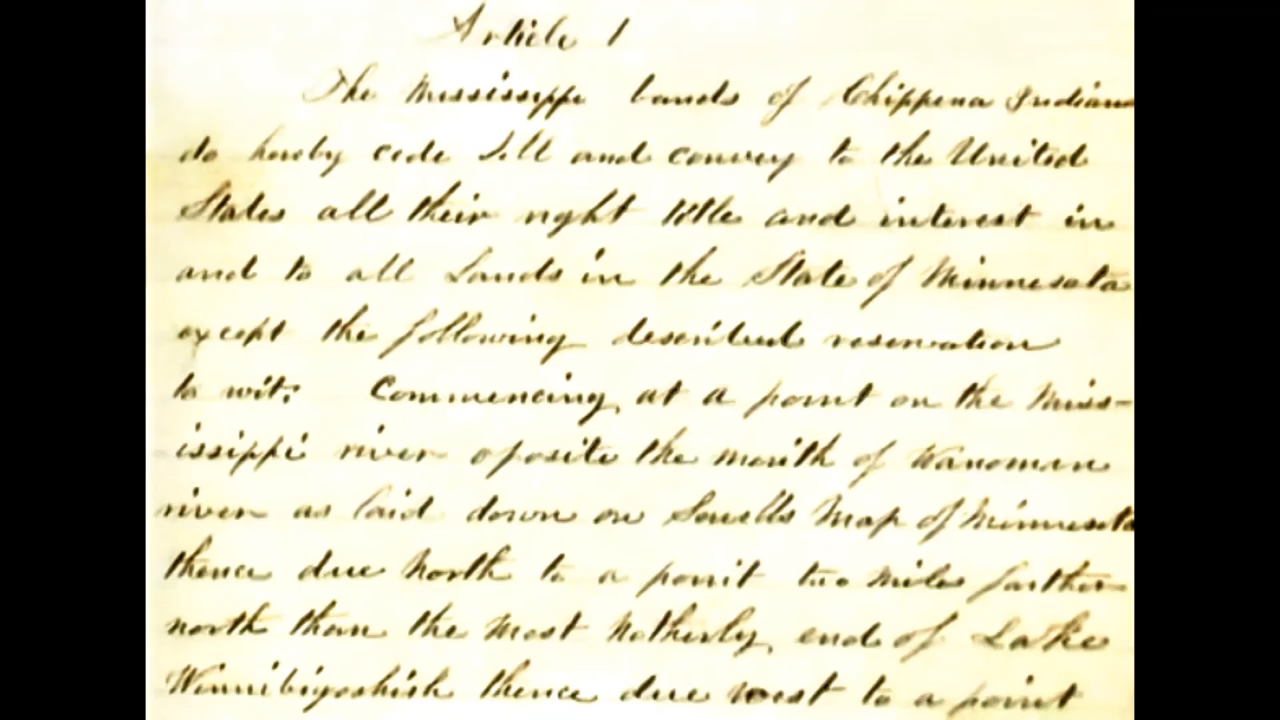 Article 1
The Mississippi bands of Chippewa Indians
do hereby cede sell and convey to the United
States all their right title and interest in
and to all Lands in the State of Minnesota
except the following described reservation
to wit: Commencing at a point on the Miss-
issippi river oposite the mouth of Wanoman
river as laid down on Sewells Map of Minnesota
thence due North to a point two miles further
north than the most Notherly end of Lake
Winnibigoshish thence due west to a point